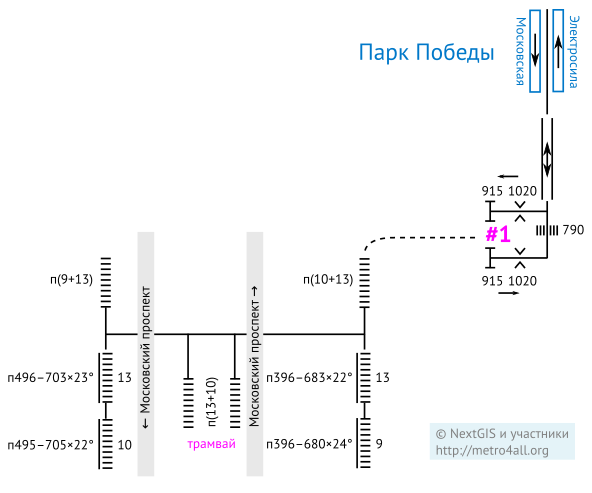 Парк Победы
Московская
Электросила
915 1020
#1
790
915 1020
п(9+13)
← Московский проспект
Московский проспект →
п(10+13)
п496–703×23°
13
п(13+10)
п396–683×22°
13
п495–705×22°
10
трамвай
п396–680×24°
9
© NextGIS и участники
http://metro4all.org